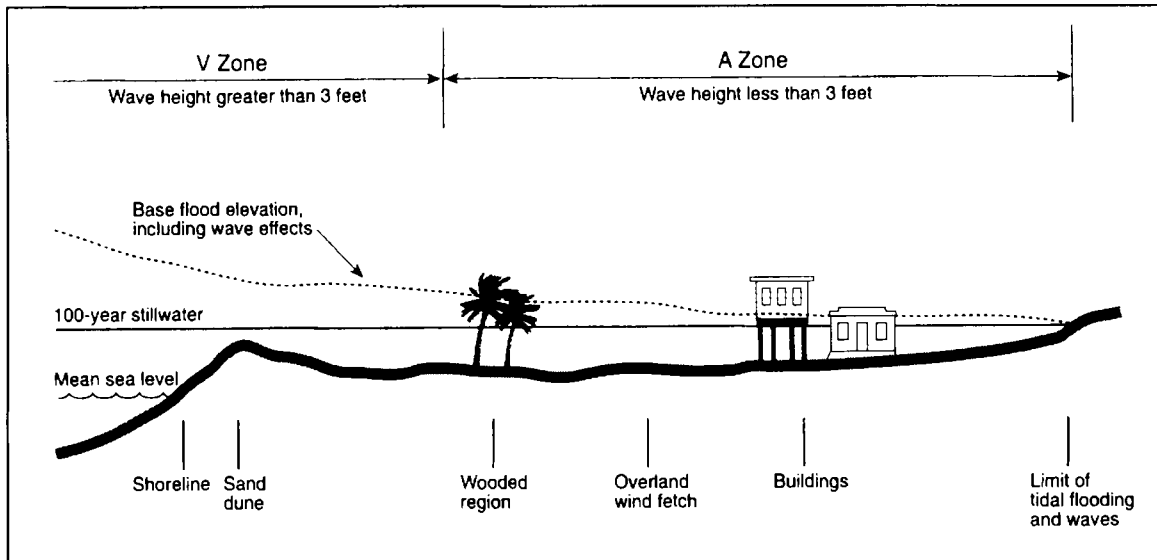 V Zone
Wave height greater than 3 feet
A Zone
Wave height less than 3 feet
Base flood elevation,
including wave effects
100-year stillwater
Mean sea level
Shoreline
Sand
dune
Wooded
region
Overland
wind fetch
Buildings
Limit of
tidal flooding
and waves